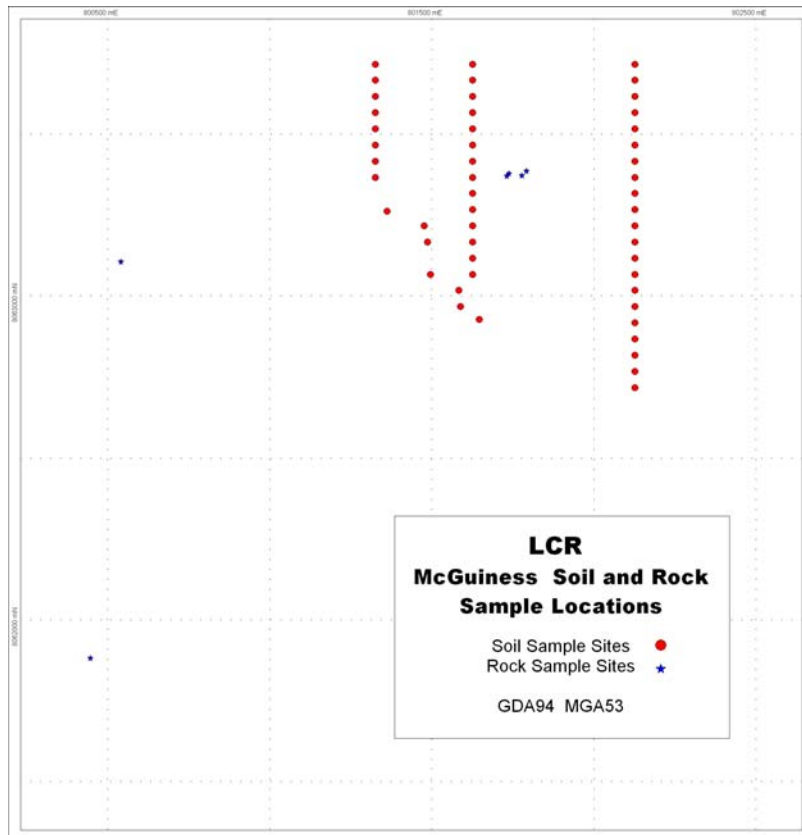 800500 mE 801500 mE 802500 mE
8063000 mN
8062000 mN
LCR
McGuiness Soil and Rock
Sample Locations
Soil Sample Sites
Rock Sample Sites
GDA94 MGA53